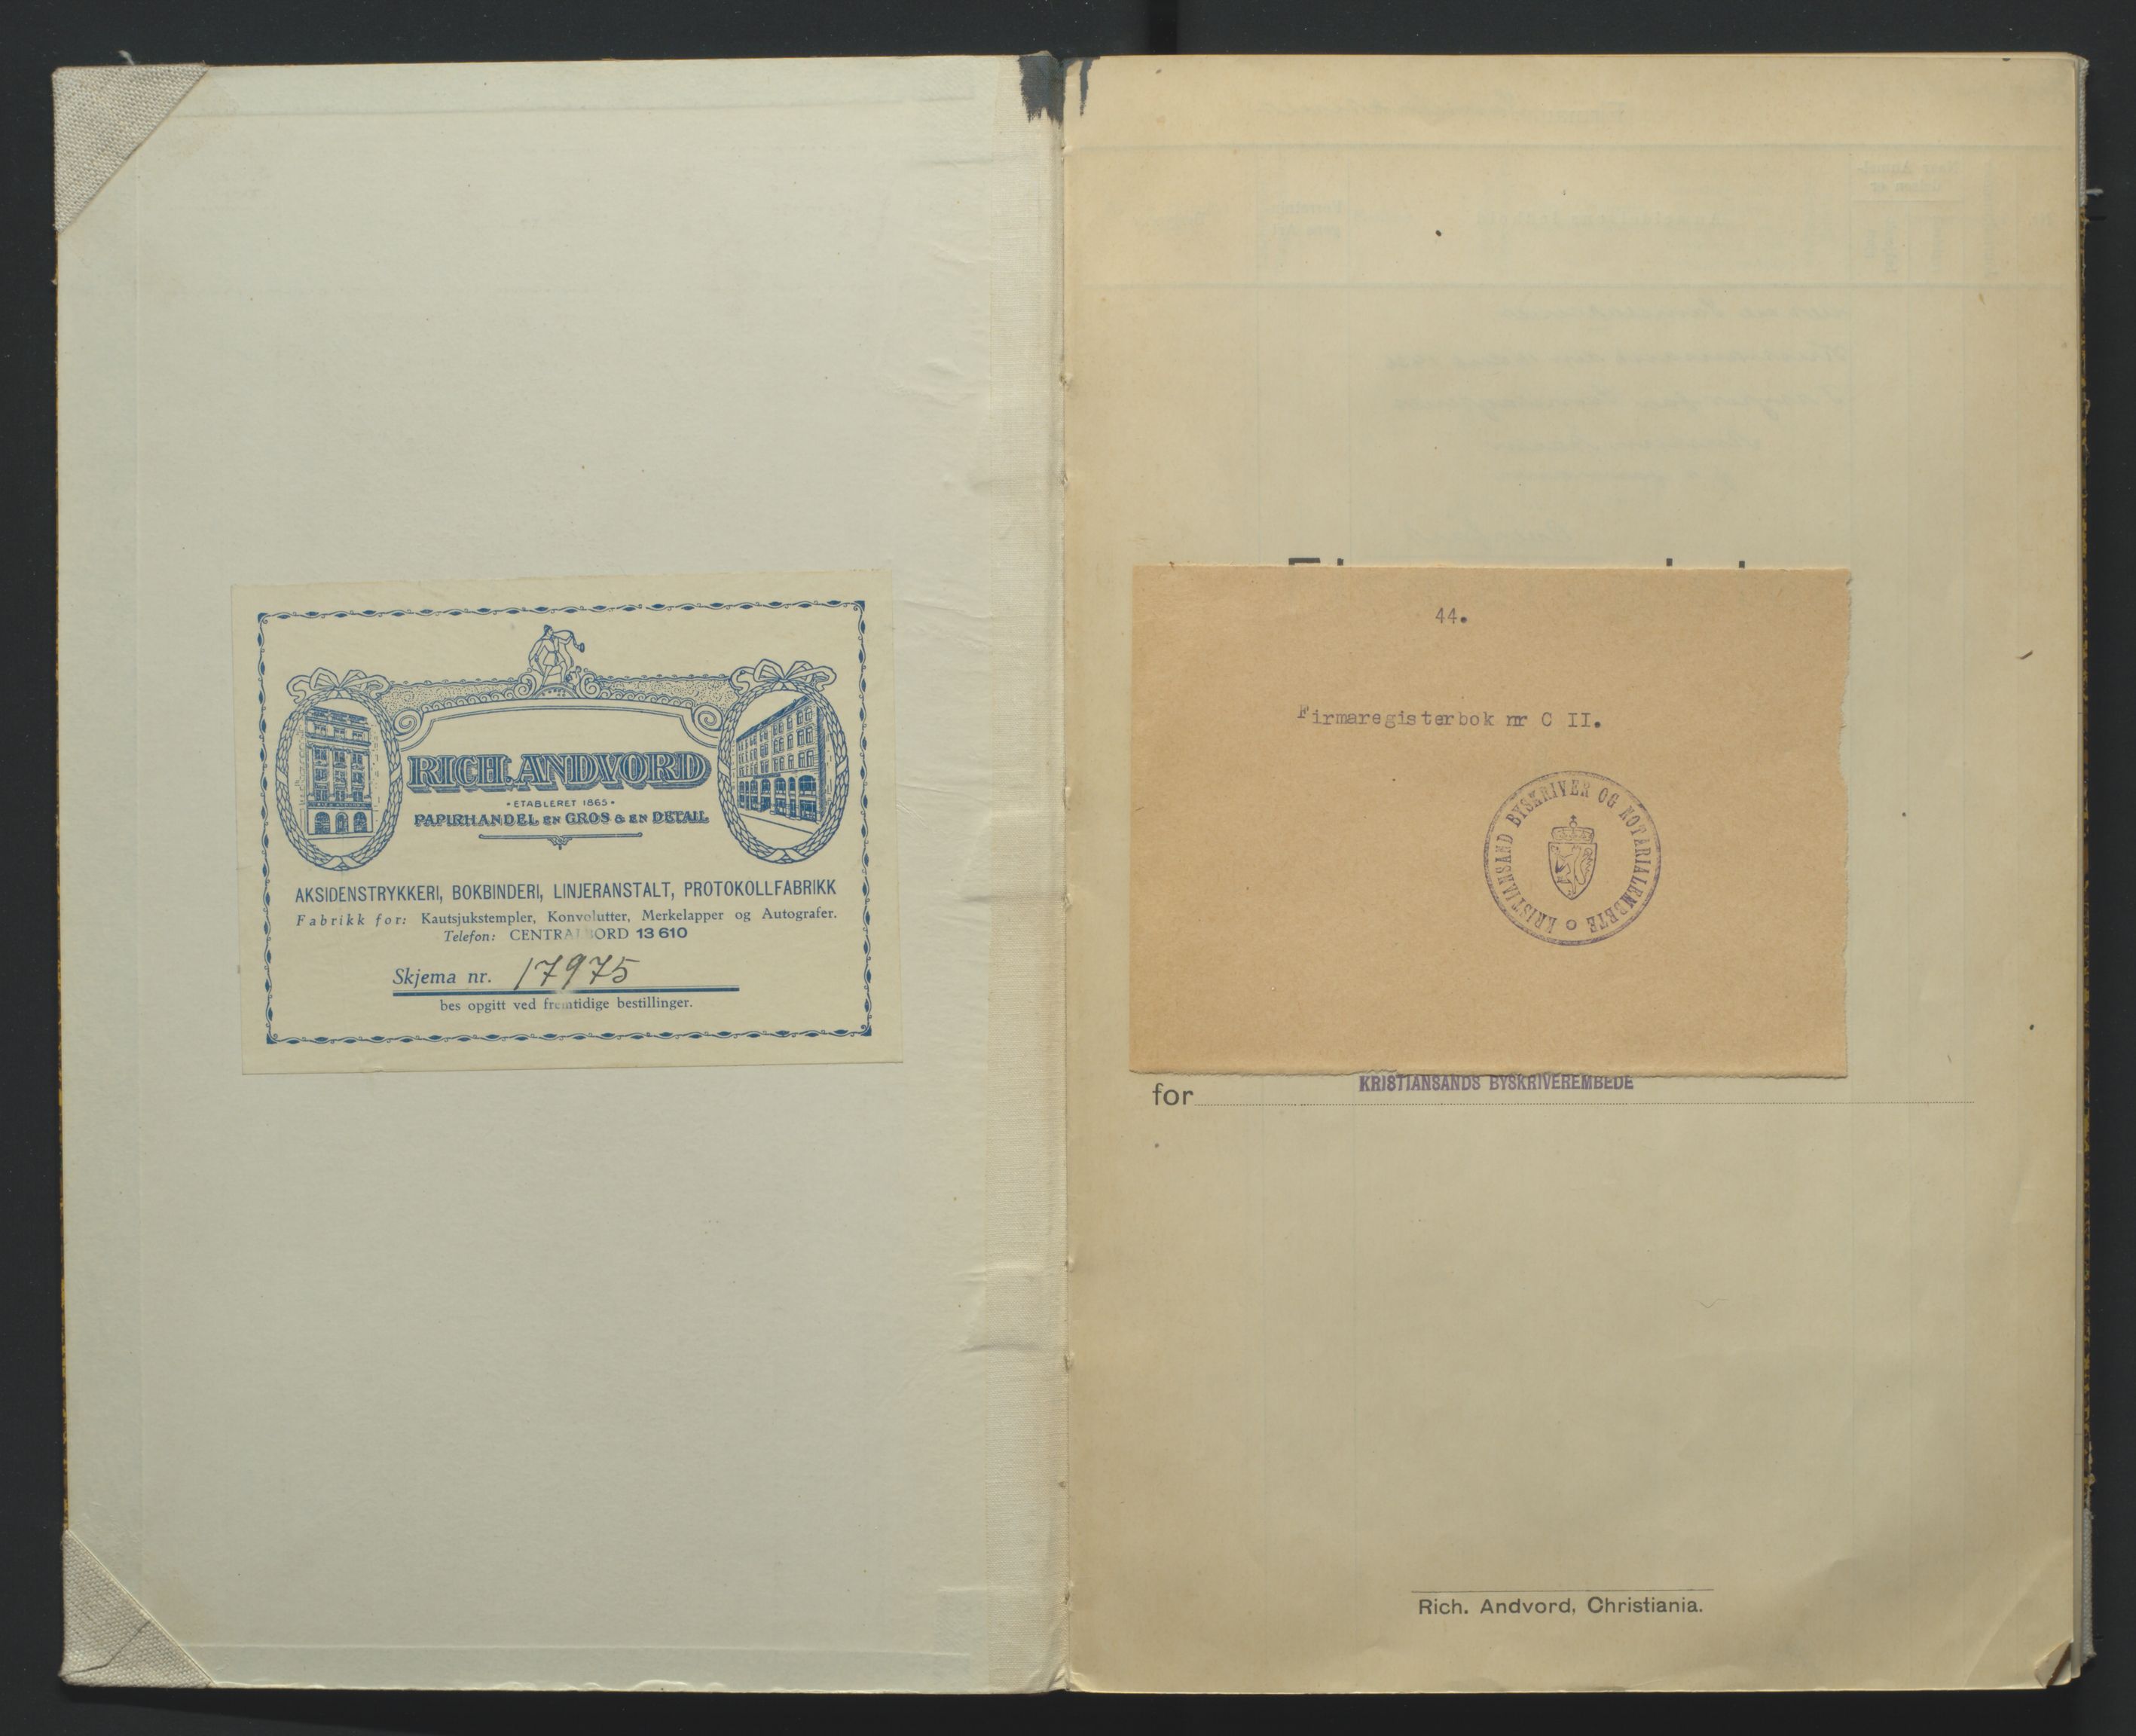 RICH. ANDVORD
• ETABLERET 1865 •
PAPIRHANDEL EN GROS & EN DETAIL
AKSIDENSTRYKKERI, BOKBINDERI, LINJERANSTALT, PROTOKOLLFABRIKK
Fabrikk for: Kautsjukstempler, Konvolutter, Merkelapper og Autografer.
Telefon: CENTRALBORD 13 610
Skjema nr. 17975
bes opgitt ved fremtidige bestillinger.
44.
Firmaregisterbok nr C II.
KRISTIANSAND BYSKRIVER OG NOTARIALEMBETE
KRISTIANSANDS BYSKRIVEREMBEDE
for
Rich. Andvord, Christiania.